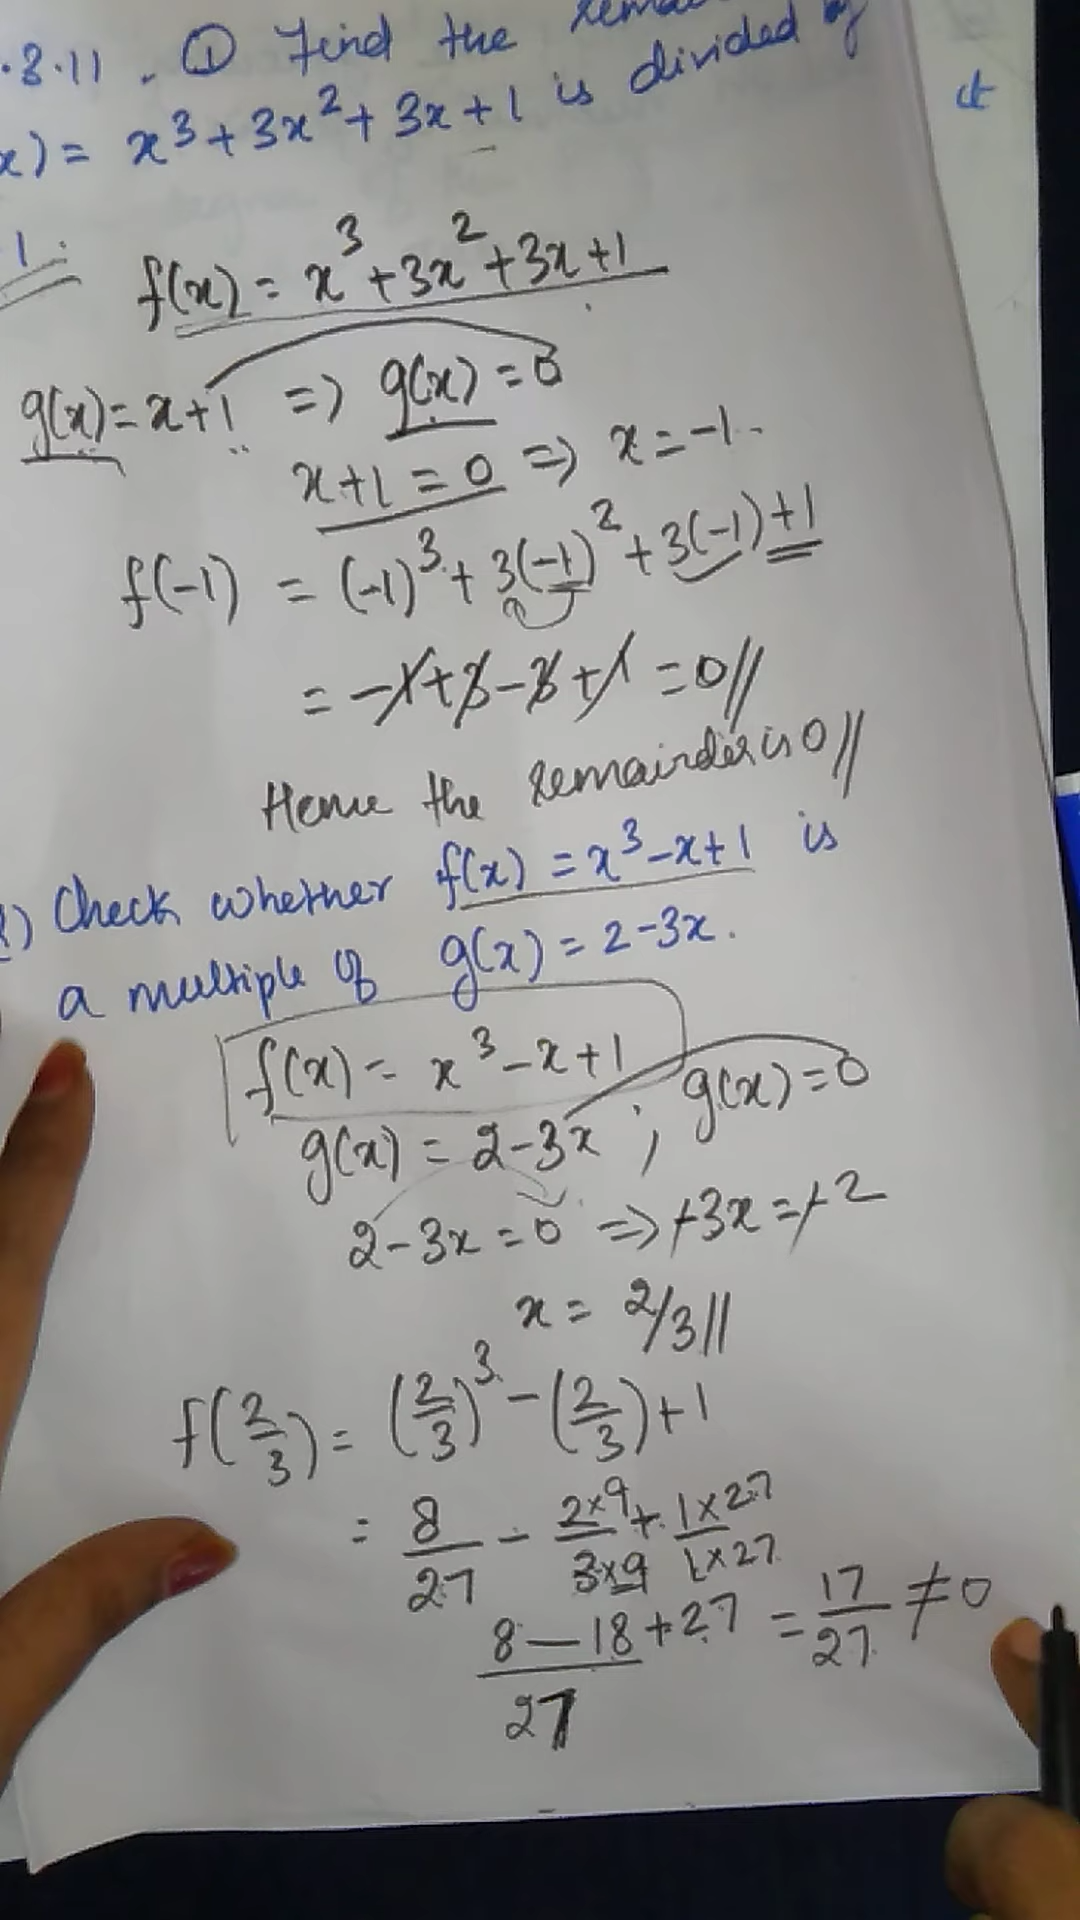 .3.11 . ① Find the
x) = x³ + 3x² + 3x + 1 is divided by
1.
f(x) = x³ + 3x² + 3x + 1
g(x) = x+1 => g(x) = 0
x+1 = 0 => x = -1
f(-1) = (-1)³ + 3(-1)² + 3(-1) + 1
= -1 + 3 - 3 + 1 = 0//
Hence the remainder is 0//
) Check whether f(x) = x³ - x + 1 is
a multiple of g(x) = 2 - 3x.
f(x) = x³ - x + 1
g(x) = 2 - 3x ; g(x) = 0
2 - 3x = 0 => -3x = -2
x = 2/3//
f(2/3) = (2/3)³ - (2/3) + 1
= 8/27 - 2×9/3×9 + 1×27/1×27
8 - 18 + 27/27 = 17/27 ≠ 0